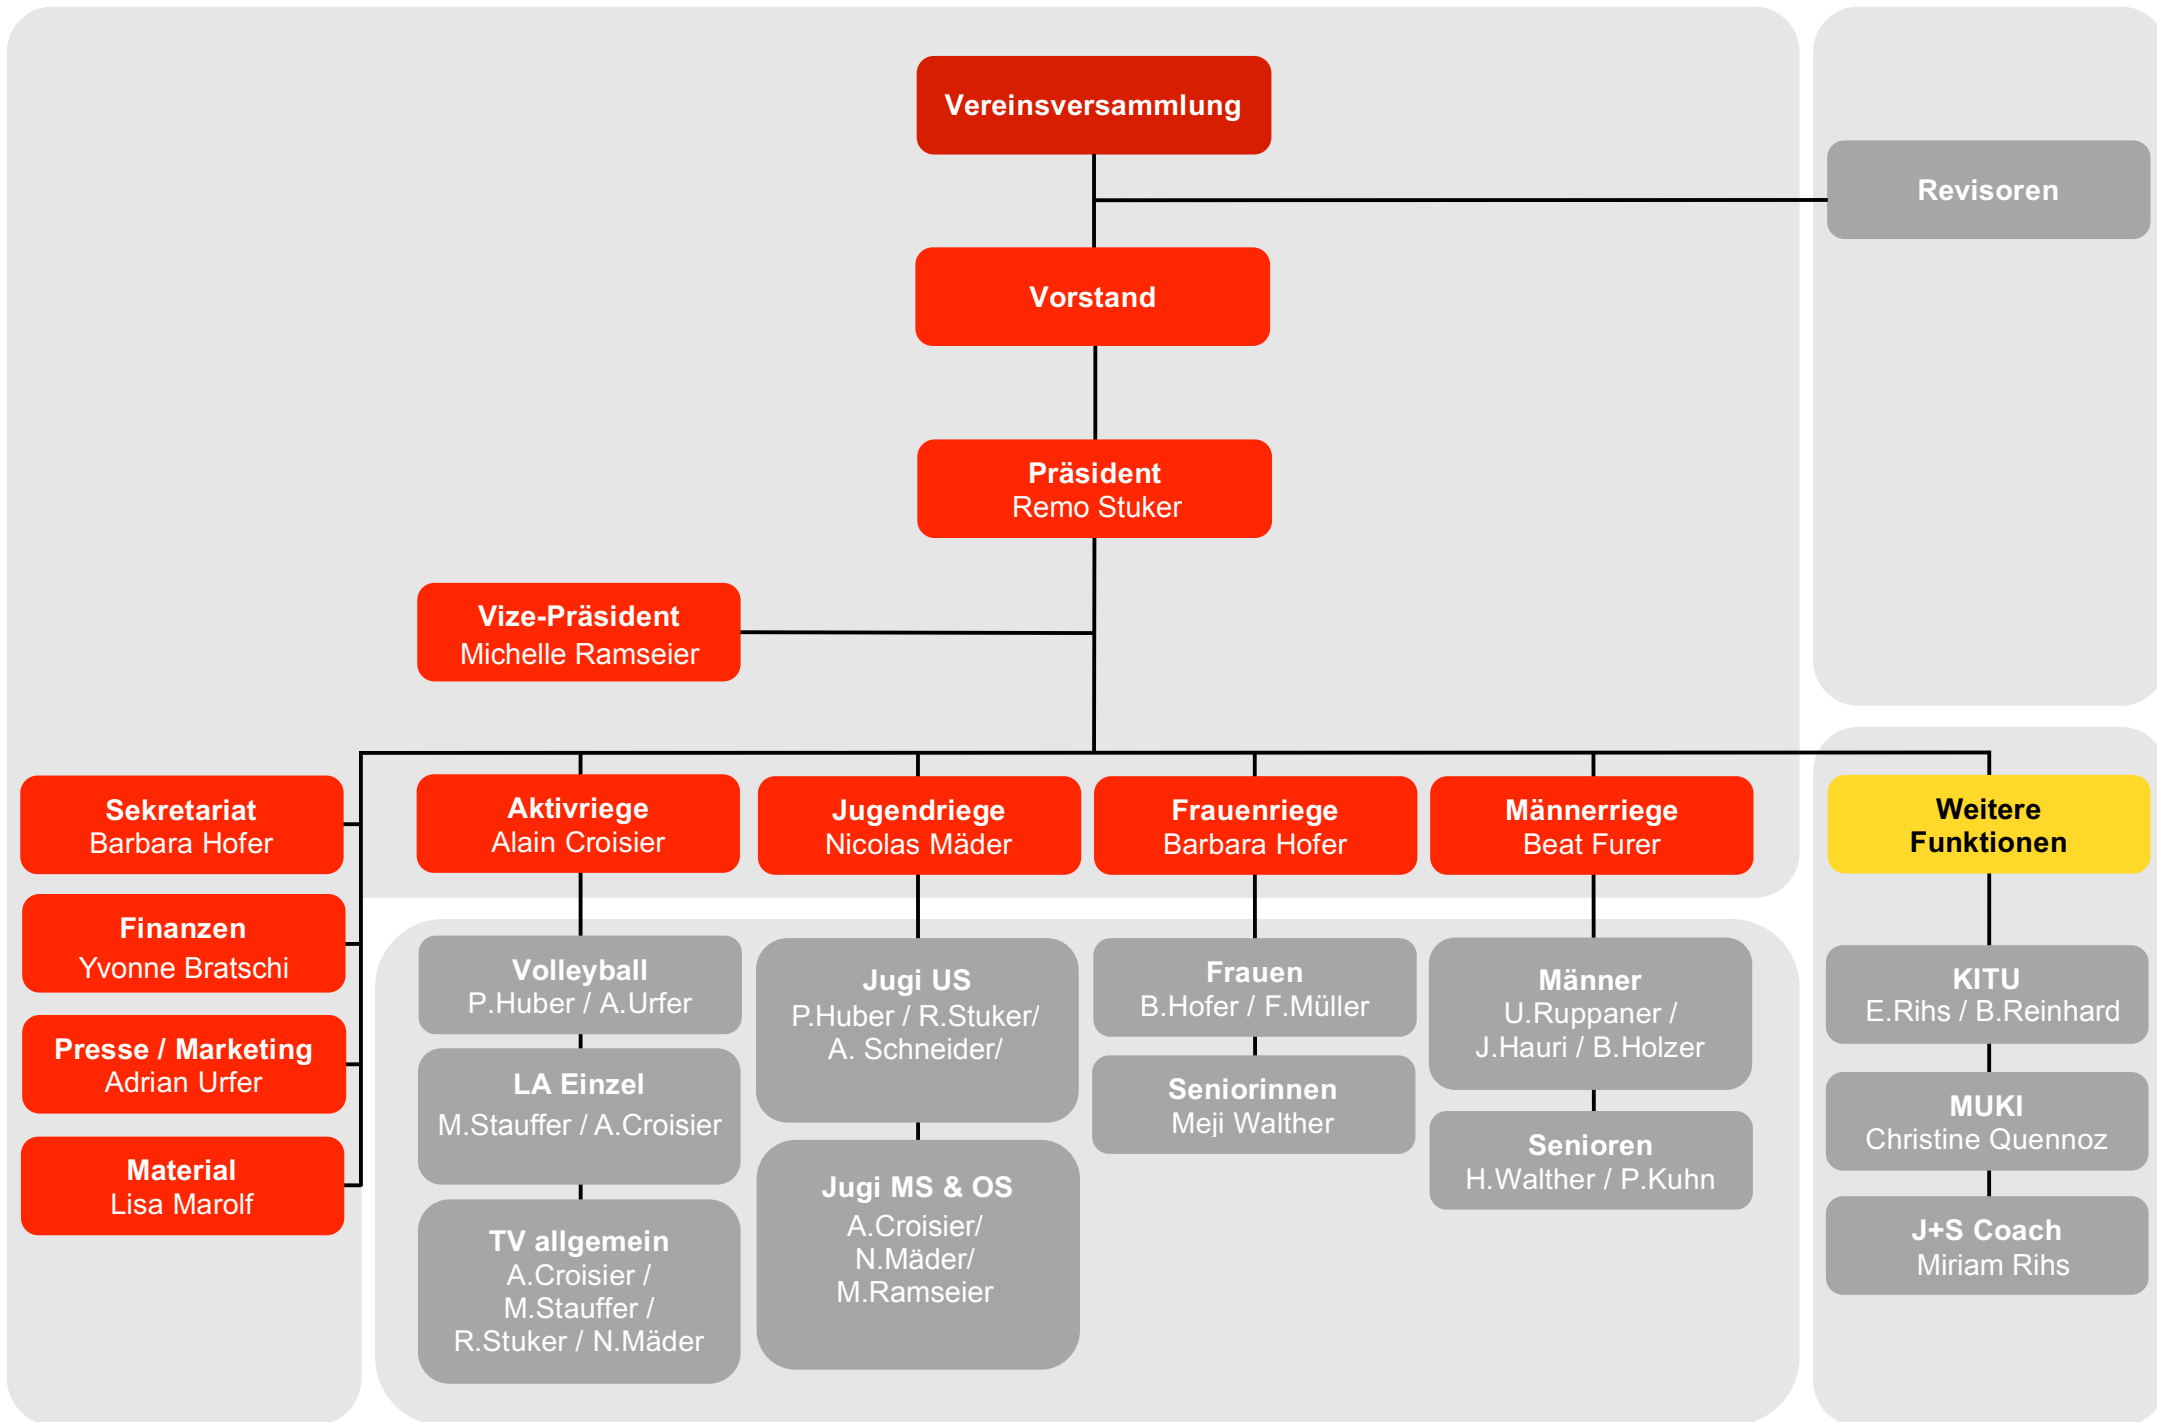 Vereinsversammlung
Revisoren
Vorstand
Präsident
Remo Stuker
Vize-Präsident
Michelle Ramseier
Sekretariat
Barbara Hofer
Finanzen
Yvonne Bratschi
Presse / Marketing
Adrian Urfer
Material
Lisa Marolf
Aktivriege
Alain Croisier
Volleyball
P.Huber / A.Urfer
LA Einzel
M.Stauffer / A.Croisier
TV allgemein
A.Croisier /
M.Stauffer /
R.Stuker / N.Mäder
Jugendriege
Nicolas Mäder
Jugi US
P.Huber / R.Stuker/
A. Schneider/
Jugi MS & OS
A.Croisier/
N.Mäder/
M.Ramseier
Frauenriege
Barbara Hofer
Frauen
B.Hofer / F.Müller
Seniorinnen
Meji Walther
Männerriege
Beat Furer
Männer
U.Ruppaner /
J.Hauri / B.Holzer
Senioren
H.Walther / P.Kuhn
Weitere
Funktionen
KITU
E.Rihs / B.Reinhard
MUKI
Christine Quennoz
J+S Coach
Miriam Rihs